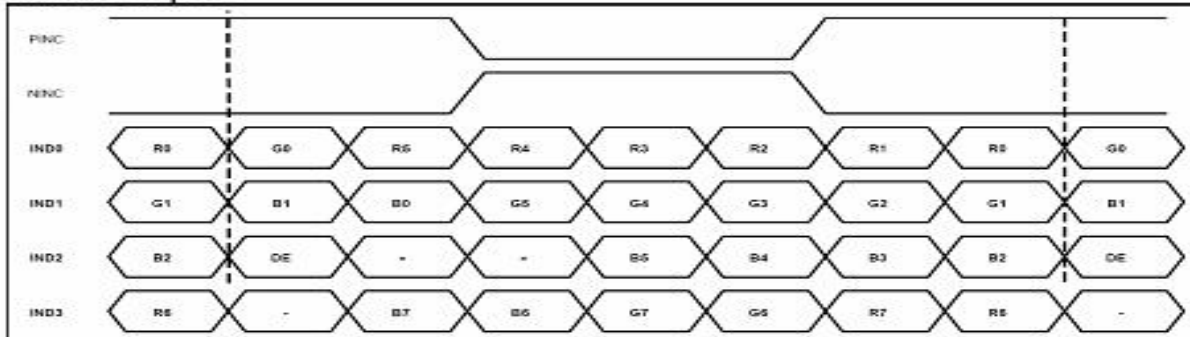 PINC
NINC
IND0 R0 G0 R5 R4 R3 R2 R1 R0 G0
IND1 G1 B1 B0 G5 G4 G3 G2 G1 B1
IND2 B2 DE - - B5 B4 B3 B2 DE
IND3 R6 - B7 B6 G7 G6 R7 R6 -